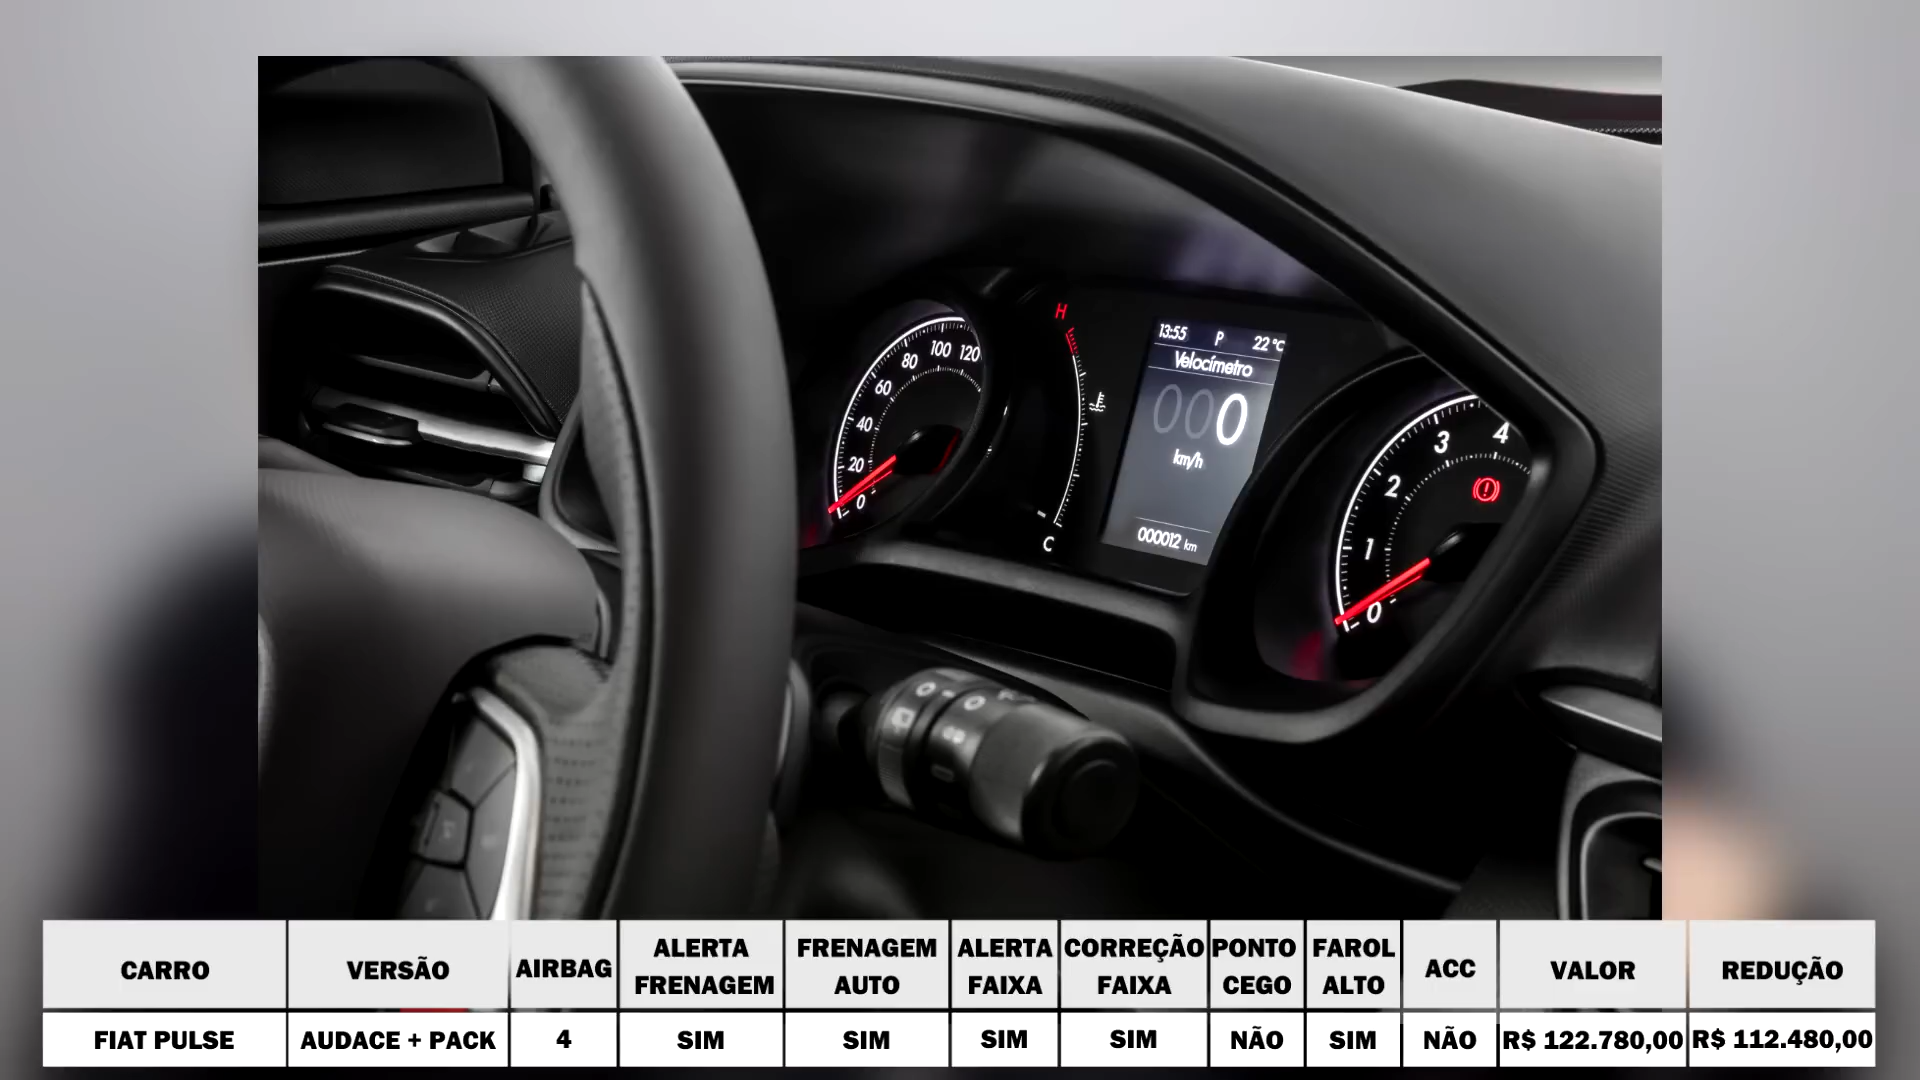 H
13:55 P 22 °C
Velocímetro
000
km/h
000012 km
C
0 20 40 60 80 100 120
0 1 2 3 4
CARRO VERSÃO AIRBAG ALERTA FRENAGEM FRENAGEM AUTO ALERTA FAIXA CORREÇÃO FAIXA PONTO CEGO FAROL ALTO ACC VALOR REDUÇÃO
FIAT PULSE AUDACE + PACK 4 SIM SIM SIM SIM NÃO SIM NÃO R$ 122.780,00 R$ 112.480,00